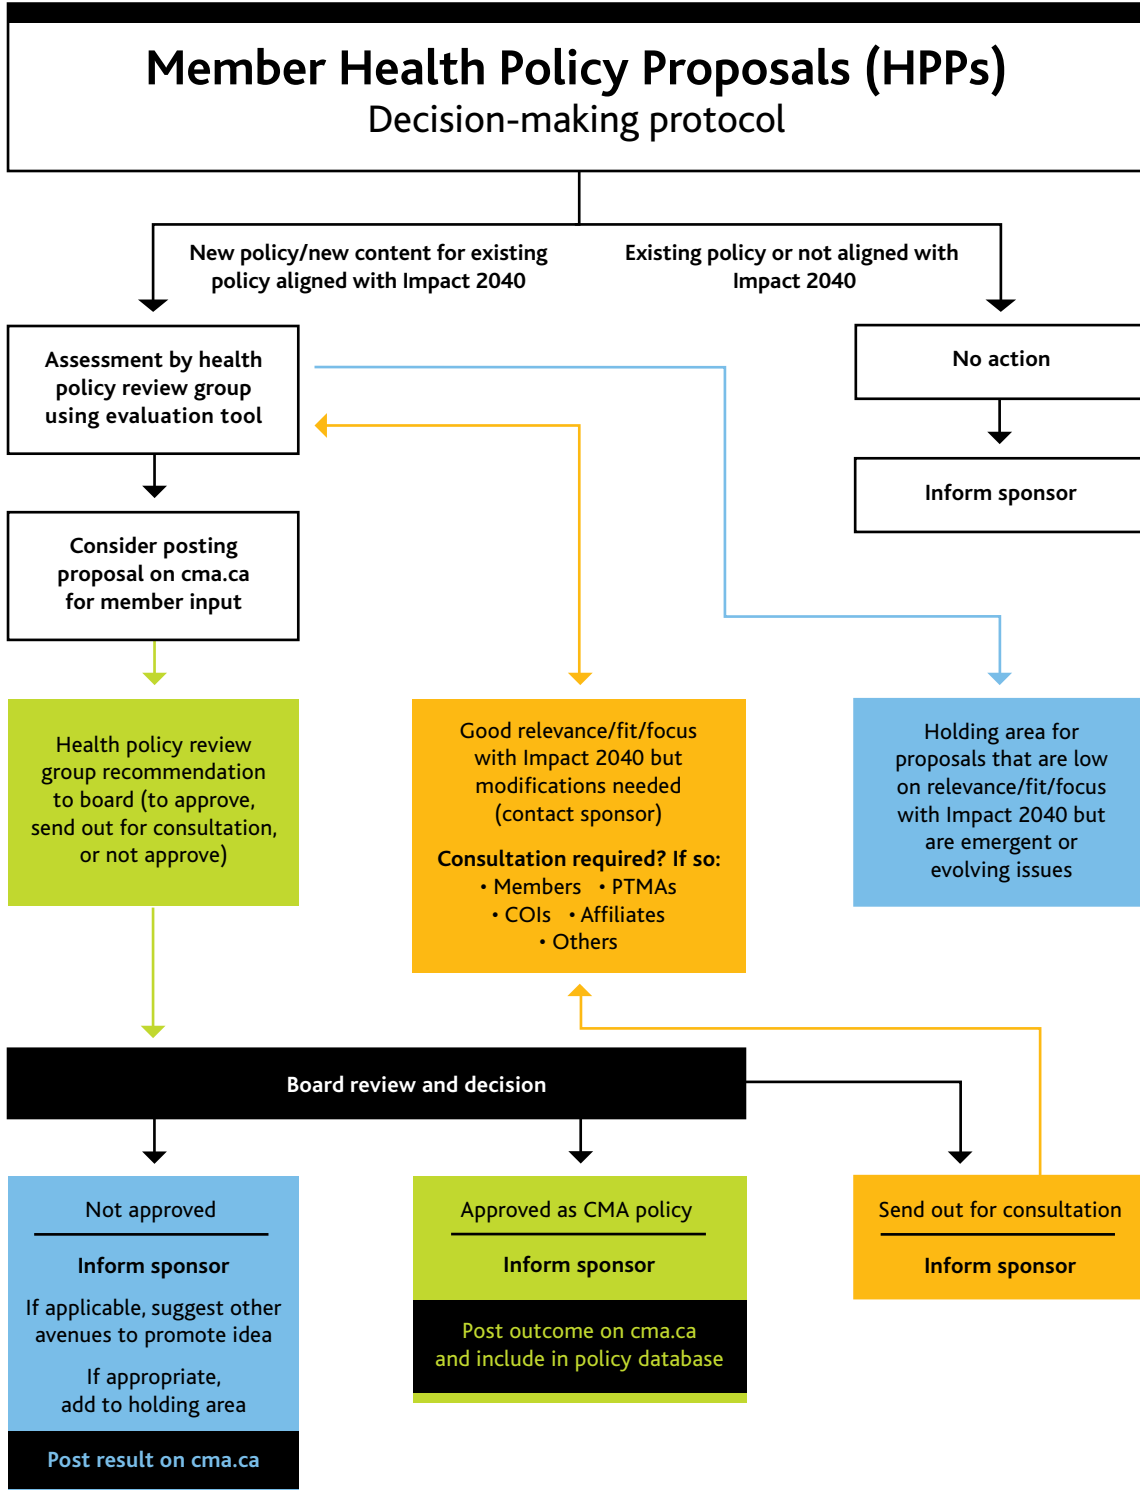 Member Health Policy Proposals (HPPs)
Decision-making protocol
New policy/new content for existing
policy aligned with Impact 2040
Existing policy or not aligned with
Impact 2040
Assessment by health
policy review group
using evaluation tool
No action
Inform sponsor
Consider posting
proposal on cma.ca
for member input
Health policy review
group recommendation
to board (to approve,
send out for consultation,
or not approve)
Good relevance/fit/focus
with Impact 2040 but
modifications needed
(contact sponsor)
Consultation required? If so:
• Members • PTMAs
• COIs • Affiliates
• Others
Holding area for
proposals that are low
on relevance/fit/focus
with Impact 2040 but
are emergent or
evolving issues
Board review and decision
Not approved
Inform sponsor
If applicable, suggest other
avenues to promote idea
If appropriate,
add to holding area
Post result on cma.ca
Approved as CMA policy
Inform sponsor
Post outcome on cma.ca
and include in policy database
Send out for consultation
Inform sponsor